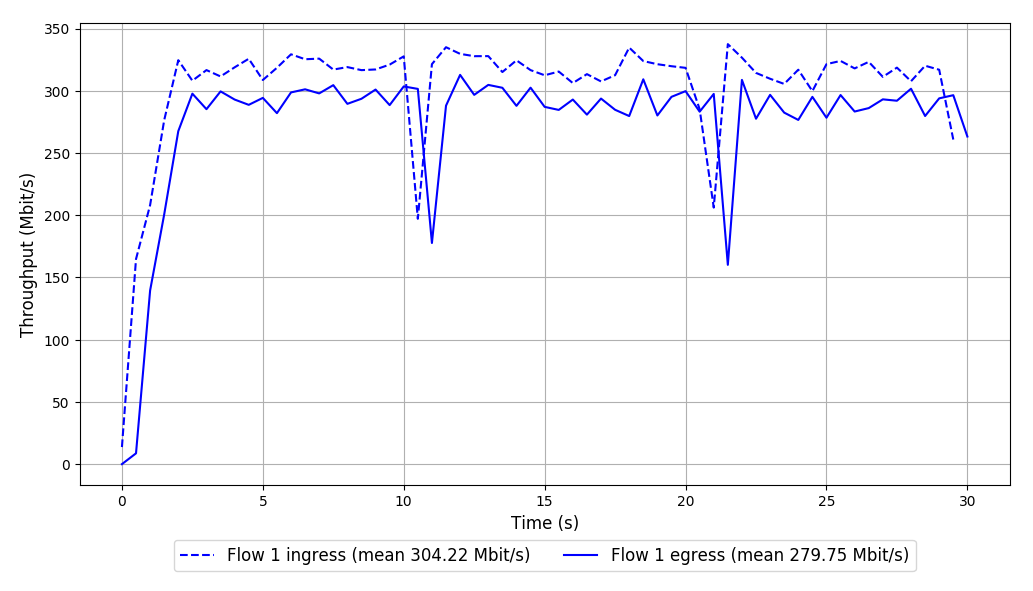 350
300
250
200
150
100
50
0
Throughput (Mbit/s)
0 5 10 15 20 25 30
Time (s)
Flow 1 ingress (mean 304.22 Mbit/s) Flow 1 egress (mean 279.75 Mbit/s)